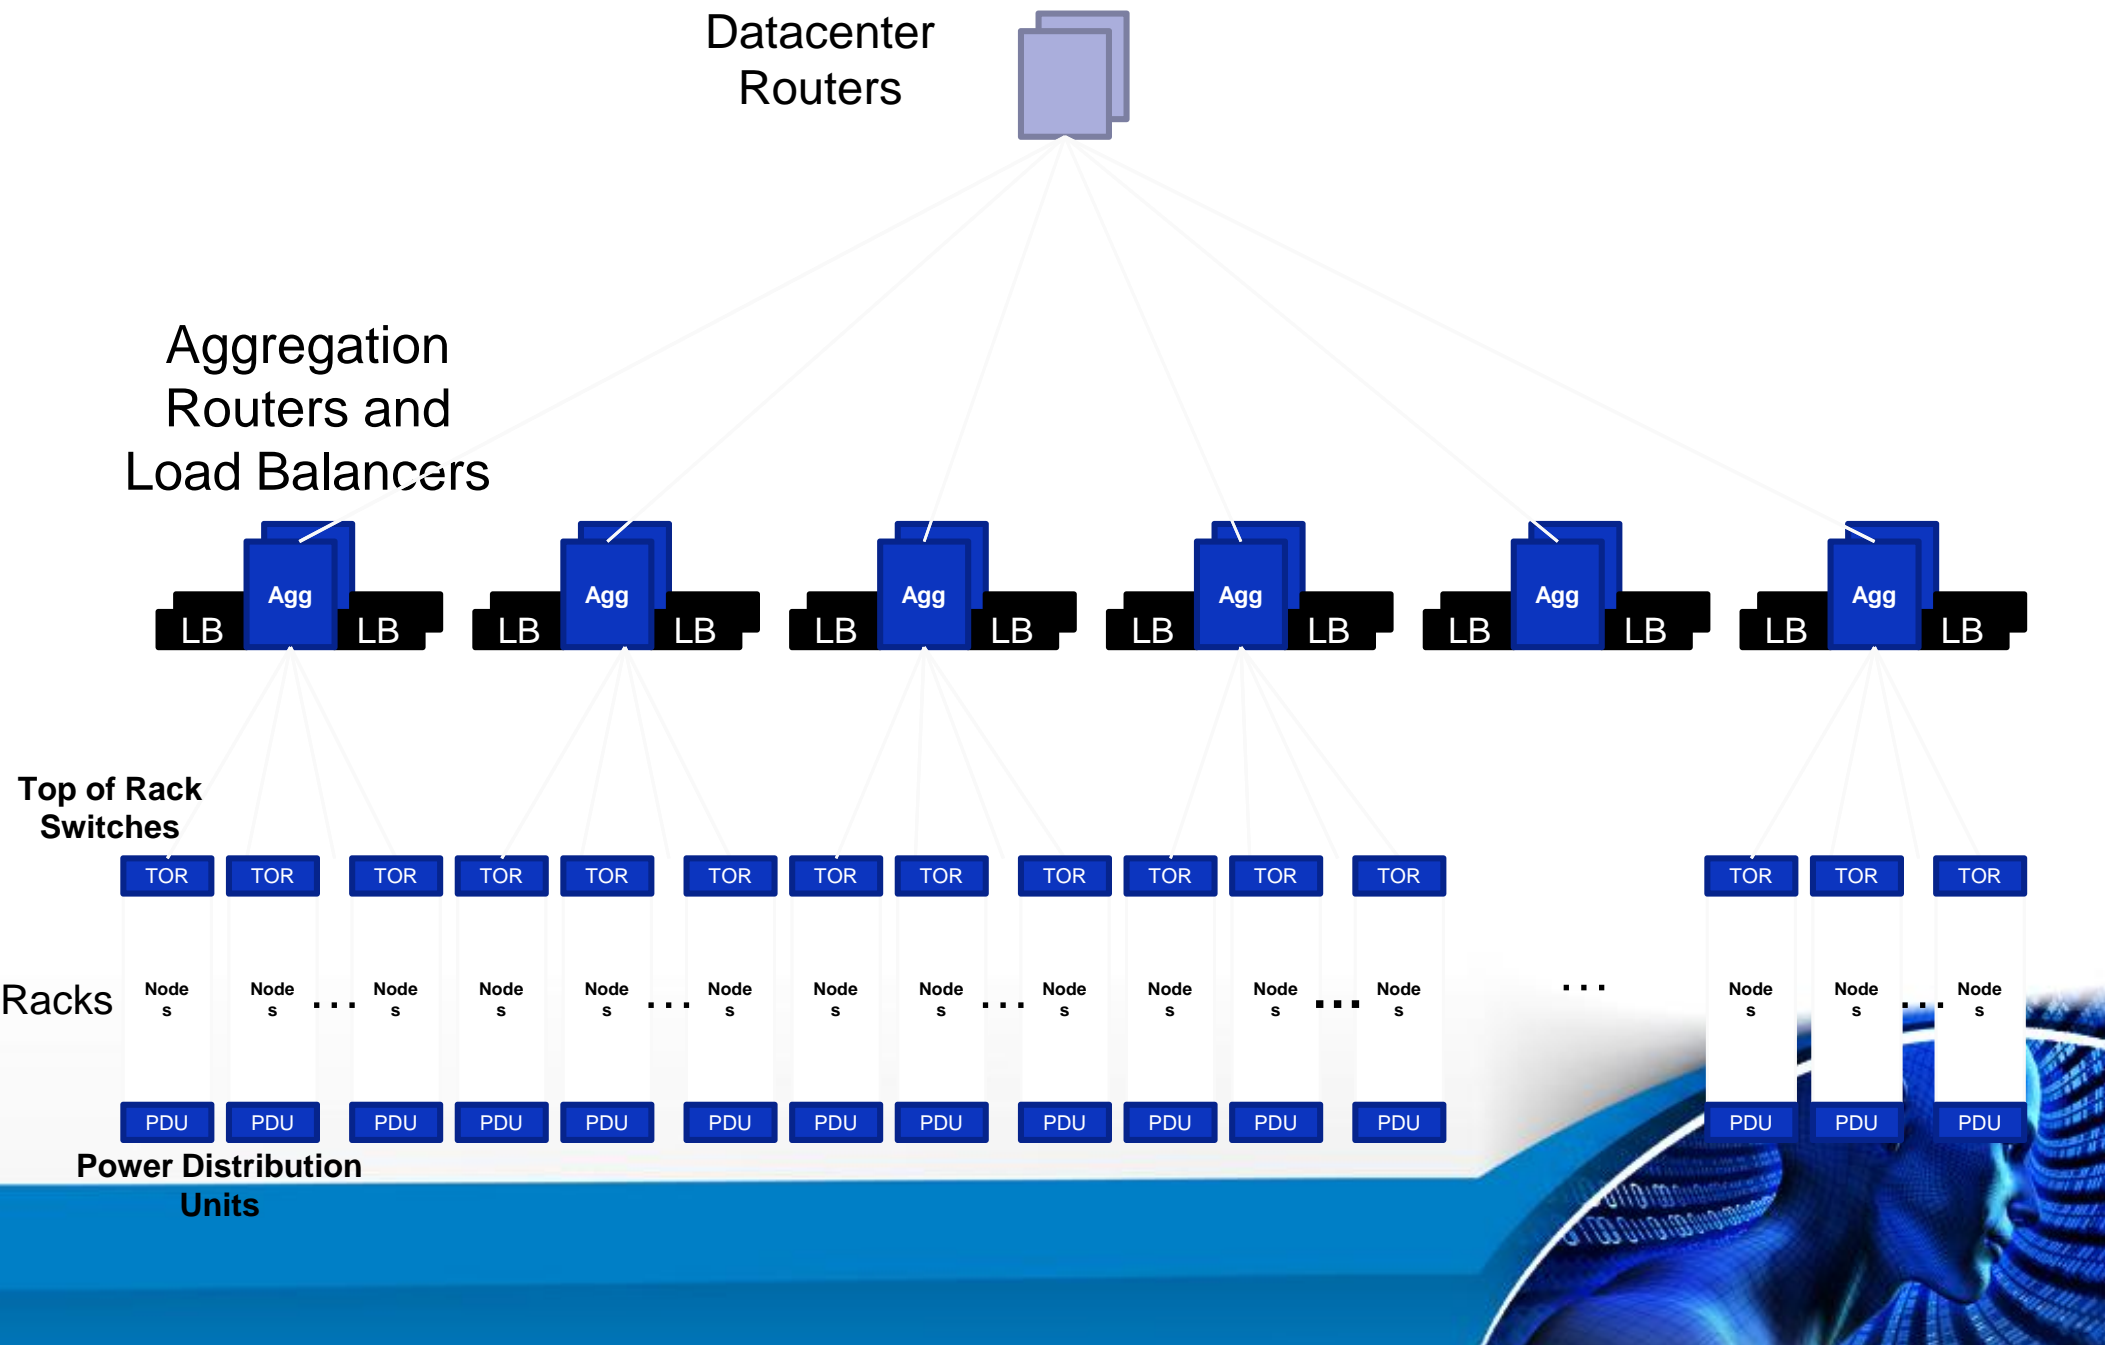 Datacenter
Routers
Aggregation
Routers and
Load Balancers
LB Agg LB LB Agg LB LB Agg LB LB Agg LB LB Agg LB LB Agg LB
Top of Rack
Switches
TOR TOR TOR TOR TOR TOR TOR TOR TOR TOR TOR TOR TOR TOR TOR
Racks
Node Node Node Node Node Node Node Node Node Node Node Node Node Node Node
s s ... s s s ... s s s ... s s s ... s ... s s ... s
PDU PDU PDU PDU PDU PDU PDU PDU PDU PDU PDU PDU PDU PDU PDU
Power Distribution
Units